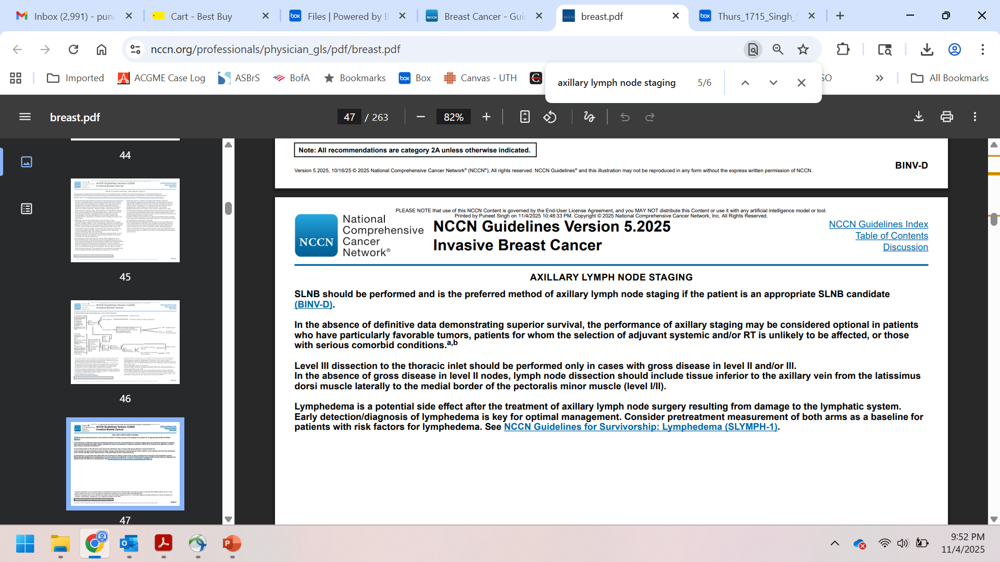 Inbox (2,991) - pun
Cart - Best Buy
box Files | Powered by B
NCCN Breast Cancer - Gui
breast.pdf
box Thurs_1715_Singh_S
nccn.org/professionals/physician_gls/pdf/breast.pdf
Imported
ACGME Case Log
ASBrS
BofA
Bookmarks
box Box
Canvas - UTH
SO
All Bookmarks
axillary lymph node staging 5/6
breast.pdf
47 / 263
82%
44
45
46
47
Note: All recommendations are category 2A unless otherwise indicated.
Version 5.2025, 10/16/25 © 2025 National Comprehensive Cancer Network® (NCCN®), All rights reserved. NCCN Guidelines® and this illustration may not be reproduced in any form without the express written permission of NCCN.
BINV-D
PLEASE NOTE that use of this NCCN Content is governed by the End-User License Agreement, and you MAY NOT distribute this Content or use it with any artificial intelligence model or tool.
Printed by Puneet Singh on 11/4/2025 10:48:33 PM. Copyright © 2025 National Comprehensive Cancer Network, Inc. All Rights Reserved.
NCCN
National
Comprehensive
Cancer
Network®
NCCN Guidelines Version 5.2025
Invasive Breast Cancer
NCCN Guidelines Index
Table of Contents
Discussion
AXILLARY LYMPH NODE STAGING
SLNB should be performed and is the preferred method of axillary lymph node staging if the patient is an appropriate SLNB candidate
(BINV-D).
In the absence of definitive data demonstrating superior survival, the performance of axillary staging may be considered optional in patients
who have particularly favorable tumors, patients for whom the selection of adjuvant systemic and/or RT is unlikely to be affected, or those
with serious comorbid conditions.a,b
Level III dissection to the thoracic inlet should be performed only in cases with gross disease in level II and/or III.
In the absence of gross disease in level II nodes, lymph node dissection should include tissue inferior to the axillary vein from the latissimus
dorsi muscle laterally to the medial border of the pectoralis minor muscle (level I/II).
Lymphedema is a potential side effect after the treatment of axillary lymph node surgery resulting from damage to the lymphatic system.
Early detection/diagnosis of lymphedema is key for optimal management. Consider pretreatment measurement of both arms as a baseline for
patients with risk factors for lymphedema. See NCCN Guidelines for Survivorship: Lymphedema (SLYMPH-1).
9:52 PM
11/4/2025